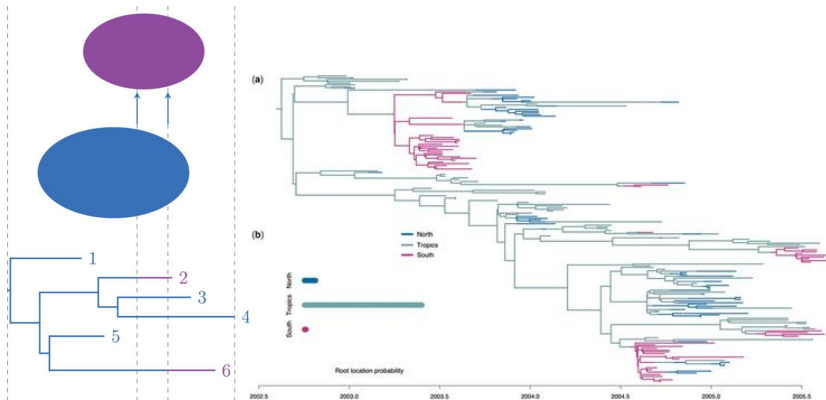 1
2
3
4
5
6
(a)
(b)
North
Tropics
South
North
Tropics
South
Root location probability
2002.5 2003.0 2003.5 2004.0 2004.5 2005.0 2005.5